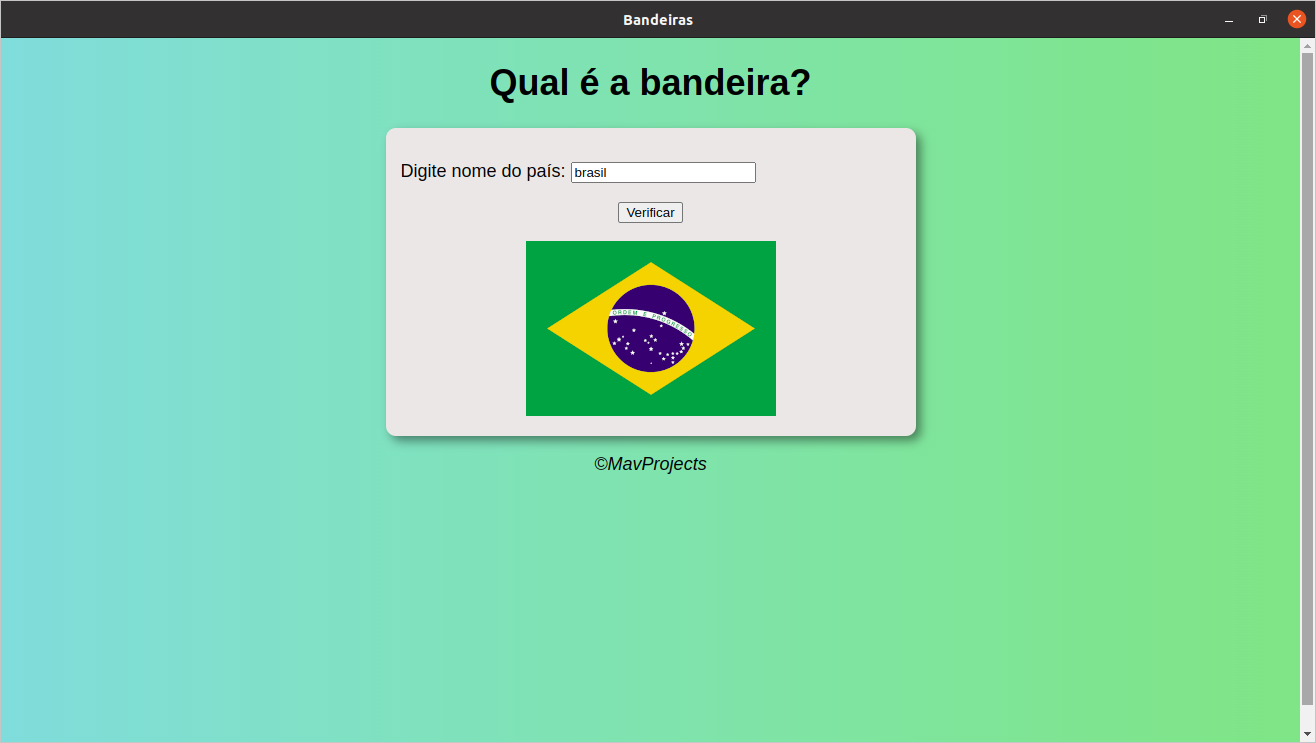 Bandeiras
Qual é a bandeira?
Digite nome do país: brasil
Verificar
ORDEM E PROGRESSO
©MavProjects